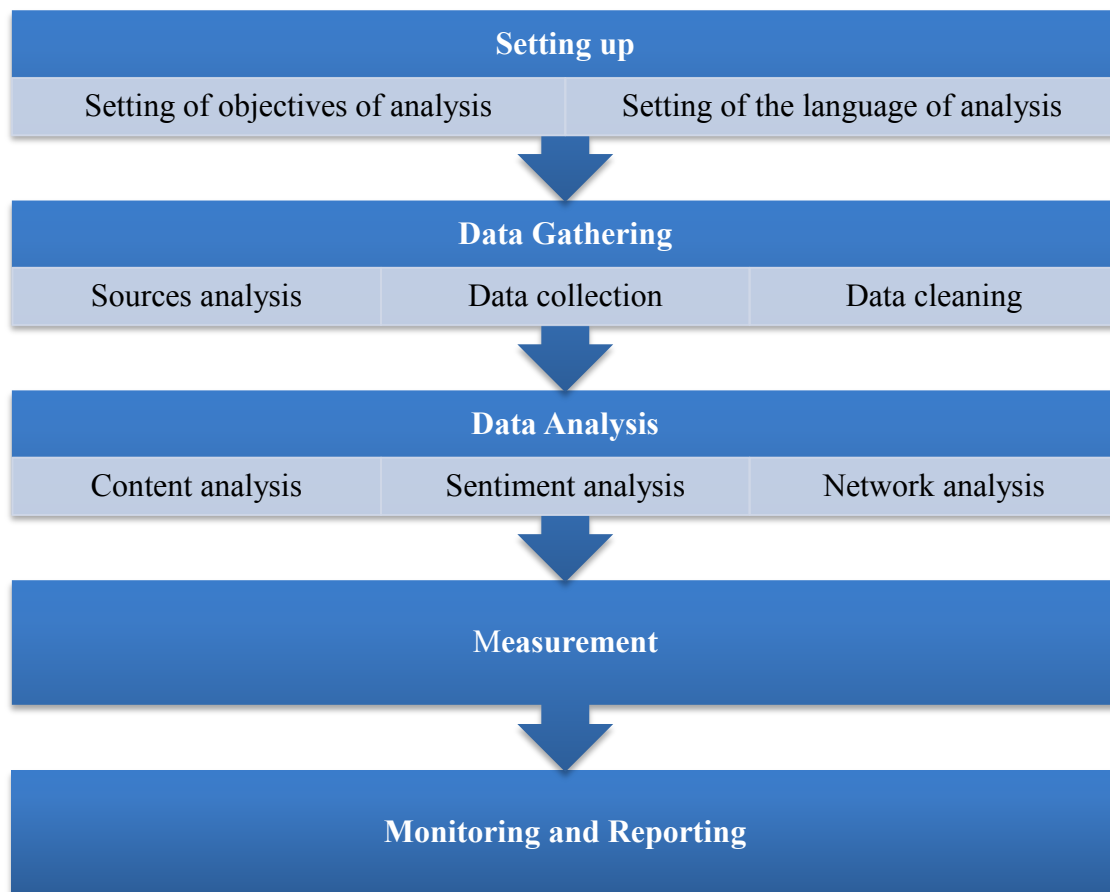 Setting up
Setting of objectives of analysis
Setting of the language of analysis
Data Gathering
Sources analysis
Data collection
Data cleaning
Data Analysis
Content analysis
Sentiment analysis
Network analysis
Measurement
Monitoring and Reporting